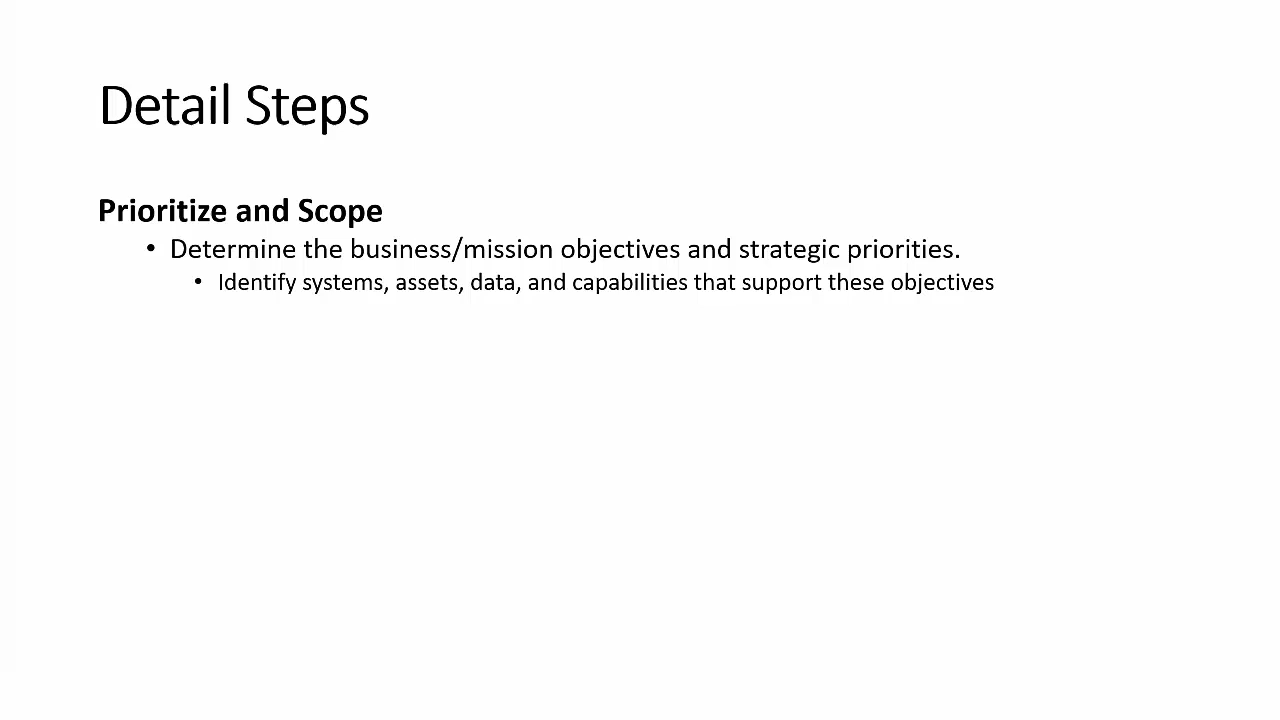 Detail Steps
Prioritize and Scope
• Determine the business/mission objectives and strategic priorities.
• Identify systems, assets, data, and capabilities that support these objectives